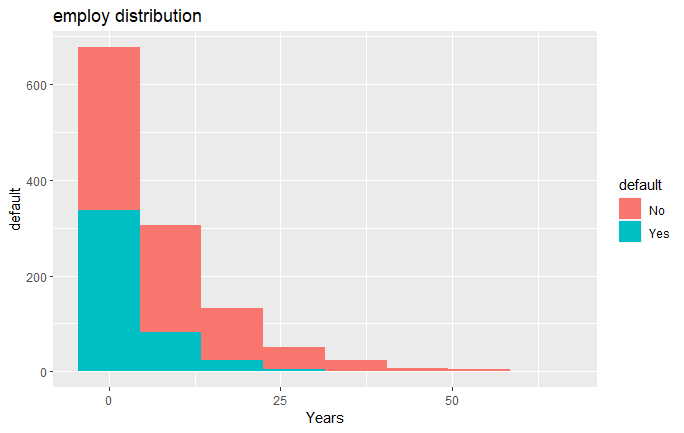 employ distribution
600
400
200
0
default
0
25
50
Years
default
No
Yes